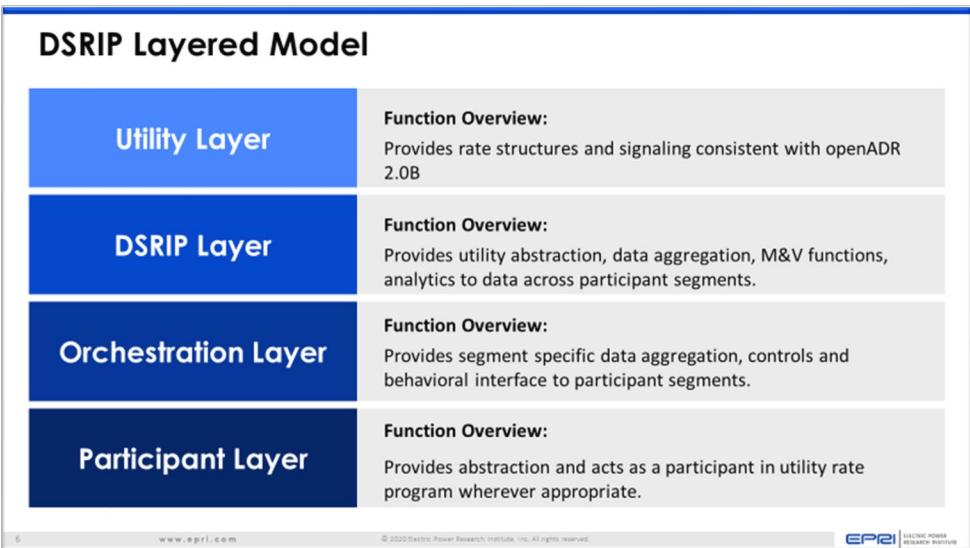 DSRIP Layered Model
Utility Layer
Function Overview:
Provides rate structures and signaling consistent with openADR
2.0B
DSRIP Layer
Function Overview:
Provides utility abstraction, data aggregation, M&V functions,
analytics to data across participant segments.
Orchestration Layer
Function Overview:
Provides segment specific data aggregation, controls and
behavioral interface to participant segments.
Participant Layer
Function Overview:
Provides abstraction and acts as a participant in utility rate
program wherever appropriate.
6
www.epri.com
© 2020 Electric Power Research Institute, Inc. All rights reserved.
EPRI
ELECTRIC POWER
RESEARCH INSTITUTE